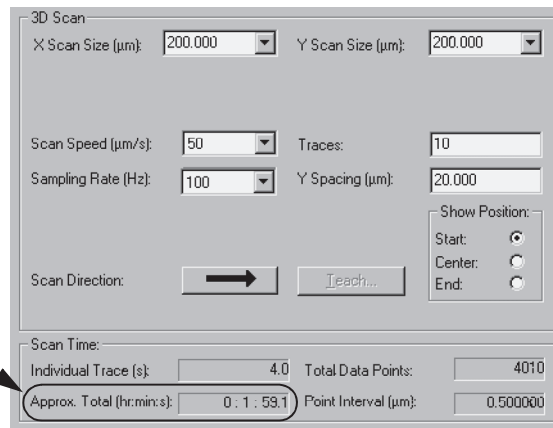 3D Scan
X Scan Size (µm): 200.000 Y Scan Size (µm): 200.000
Scan Speed (µm/s): 50 Traces: 10
Sampling Rate (Hz): 100 Y Spacing (µm): 20.000
Show Position:
Start:
Center:
Scan Direction: Teach... End:
Scan Time:
Individual Trace (s): 4.0 Total Data Points: 4010
Approx. Total (hr:min:s): 0 : 1 : 59.1 Point Interval (µm): 0.500000